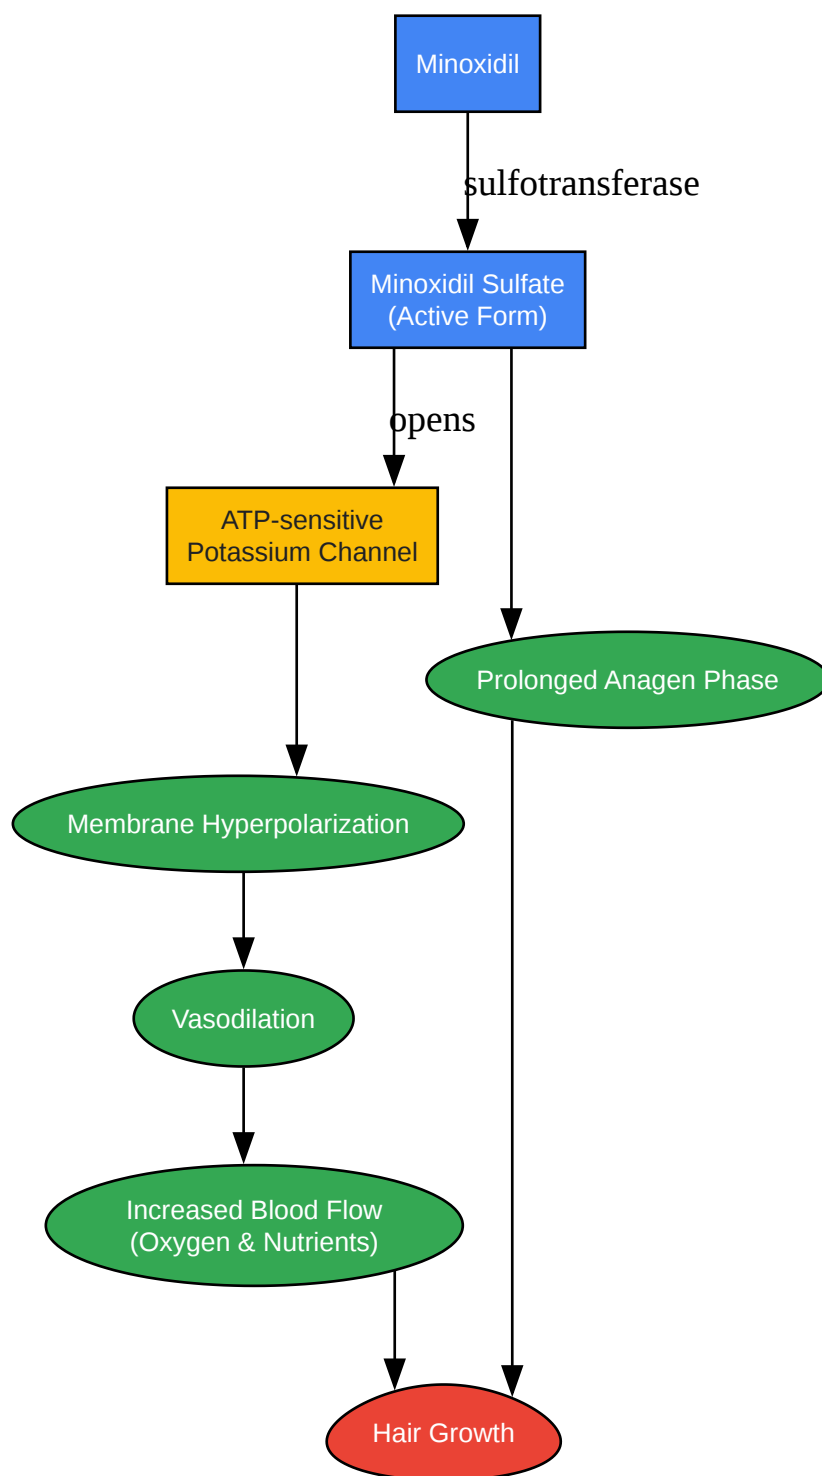 Minoxidil
sulfotransferase
Minoxidil Sulfate
(Active Form)
opens
ATP-sensitive
Potassium Channel
Prolonged Anagen Phase
Membrane Hyperpolarization
Vasodilation
Increased Blood Flow
(Oxygen & Nutrients)
Hair Growth